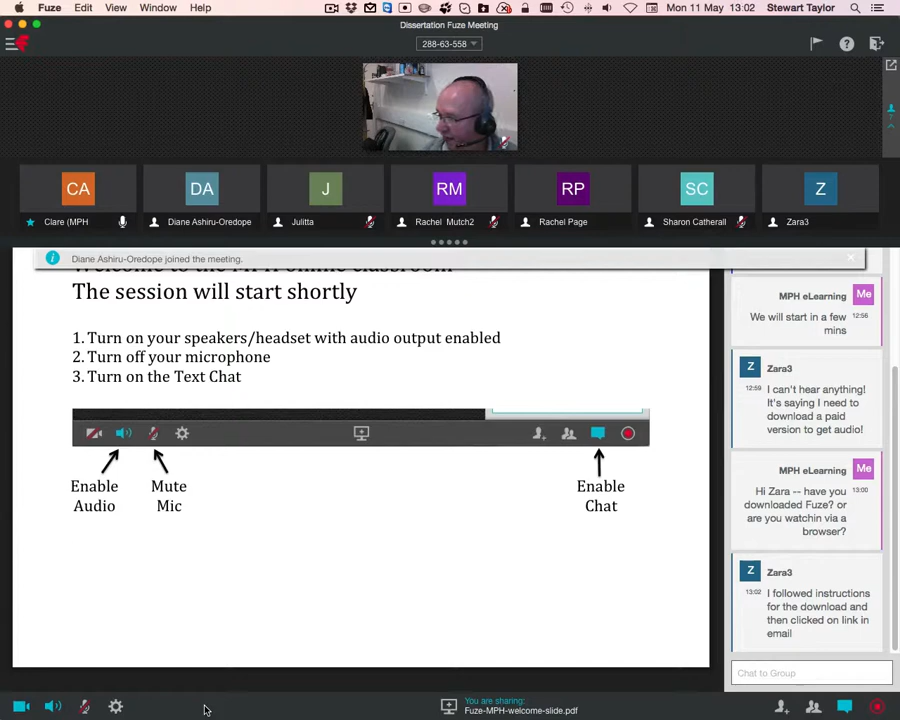 Fuze Edit View Window Help
Mon 11 May 13:02 Stewart Taylor
Dissertation Fuze Meeting
288-63-558
CA
DA
J
RM
RP
SC
Z
Clare (MPH
Diane Ashiru-Oredope
Julitta
Rachel Mutch2
Rachel Page
Sharon Catherall
Zara3
Diane Ashiru-Oredope joined the meeting.
Welcome to the MPH online classroom
The session will start shortly
1. Turn on your speakers/headset with audio output enabled
2. Turn off your microphone
3. Turn on the Text Chat
Enable
Audio
Mute
Mic
Enable
Chat
MPH eLearning Me
We will start in a few 12:56
mins
Z Zara3
12:59 I can't hear anything!
It's saying I need to
download a paid
version to get audio!
MPH eLearning Me
Hi Zara -- have you 13:00
downloaded Fuze? or
are you watchin via a
browser?
Z Zara3
13:02 I followed instructions
for the download and
then clicked on link in
email
Chat to Group
You are sharing:
Fuze-MPH-welcome-slide.pdf